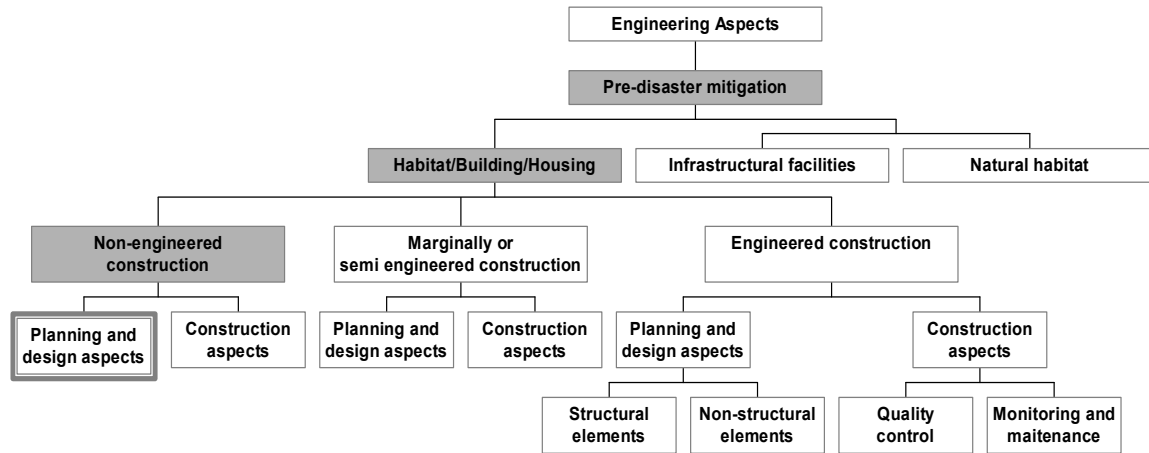 Engineering Aspects
Pre-disaster mitigation
Habitat/Building/Housing
Infrastructural facilities
Natural habitat
Non-engineered
construction
Marginally or
semi engineered construction
Engineered construction
Planning and
design aspects
Construction
aspects
Planning and
design aspects
Construction
aspects
Planning and
design aspects
Construction
aspects
Structural
elements
Non-structural
elements
Quality
control
Monitoring and
maitenance